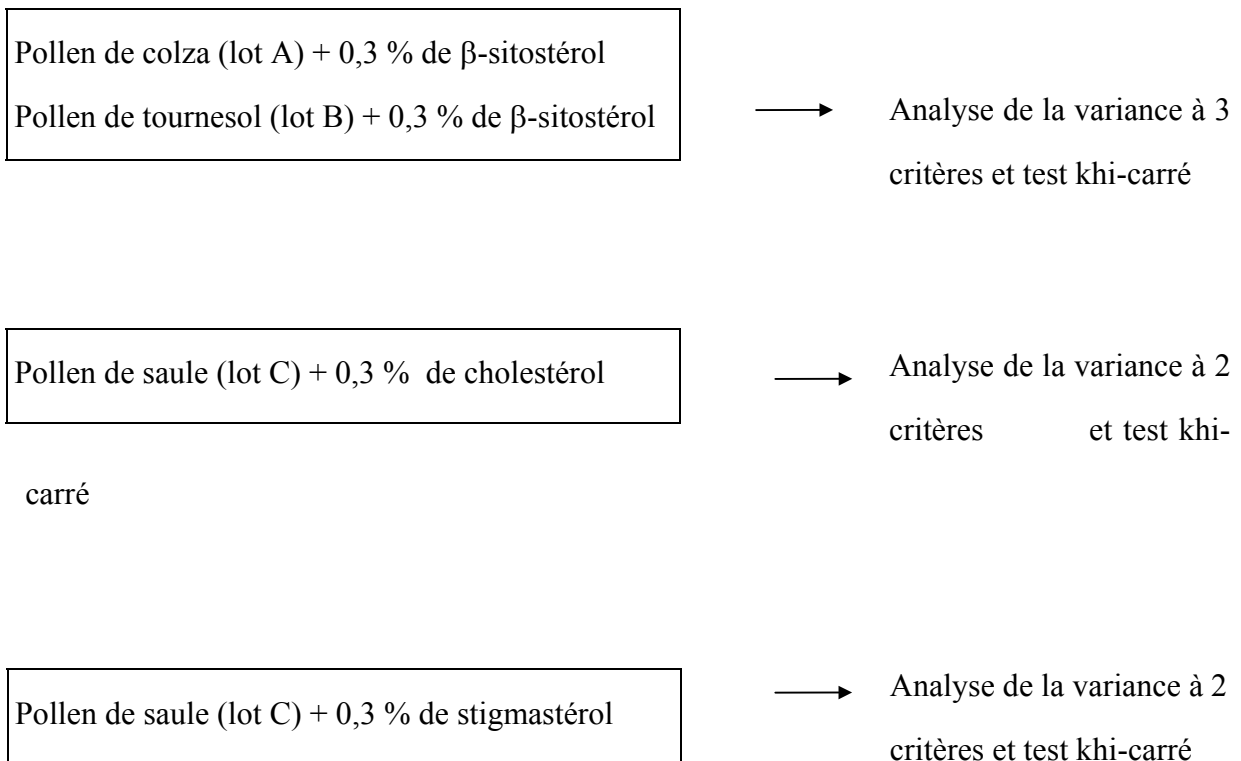 Pollen de colza (lot A) + 0,3 % de β-sitostérol
Pollen de tournesol (lot B) + 0,3 % de β-sitostérol
Analyse de la variance à 3
critères et test khi-carré
Pollen de saule (lot C) + 0,3 % de cholestérol
Analyse de la variance à 2
critères et test khi-
carré
Pollen de saule (lot C) + 0,3 % de stigmastérol
Analyse de la variance à 2
critères et test khi-carré